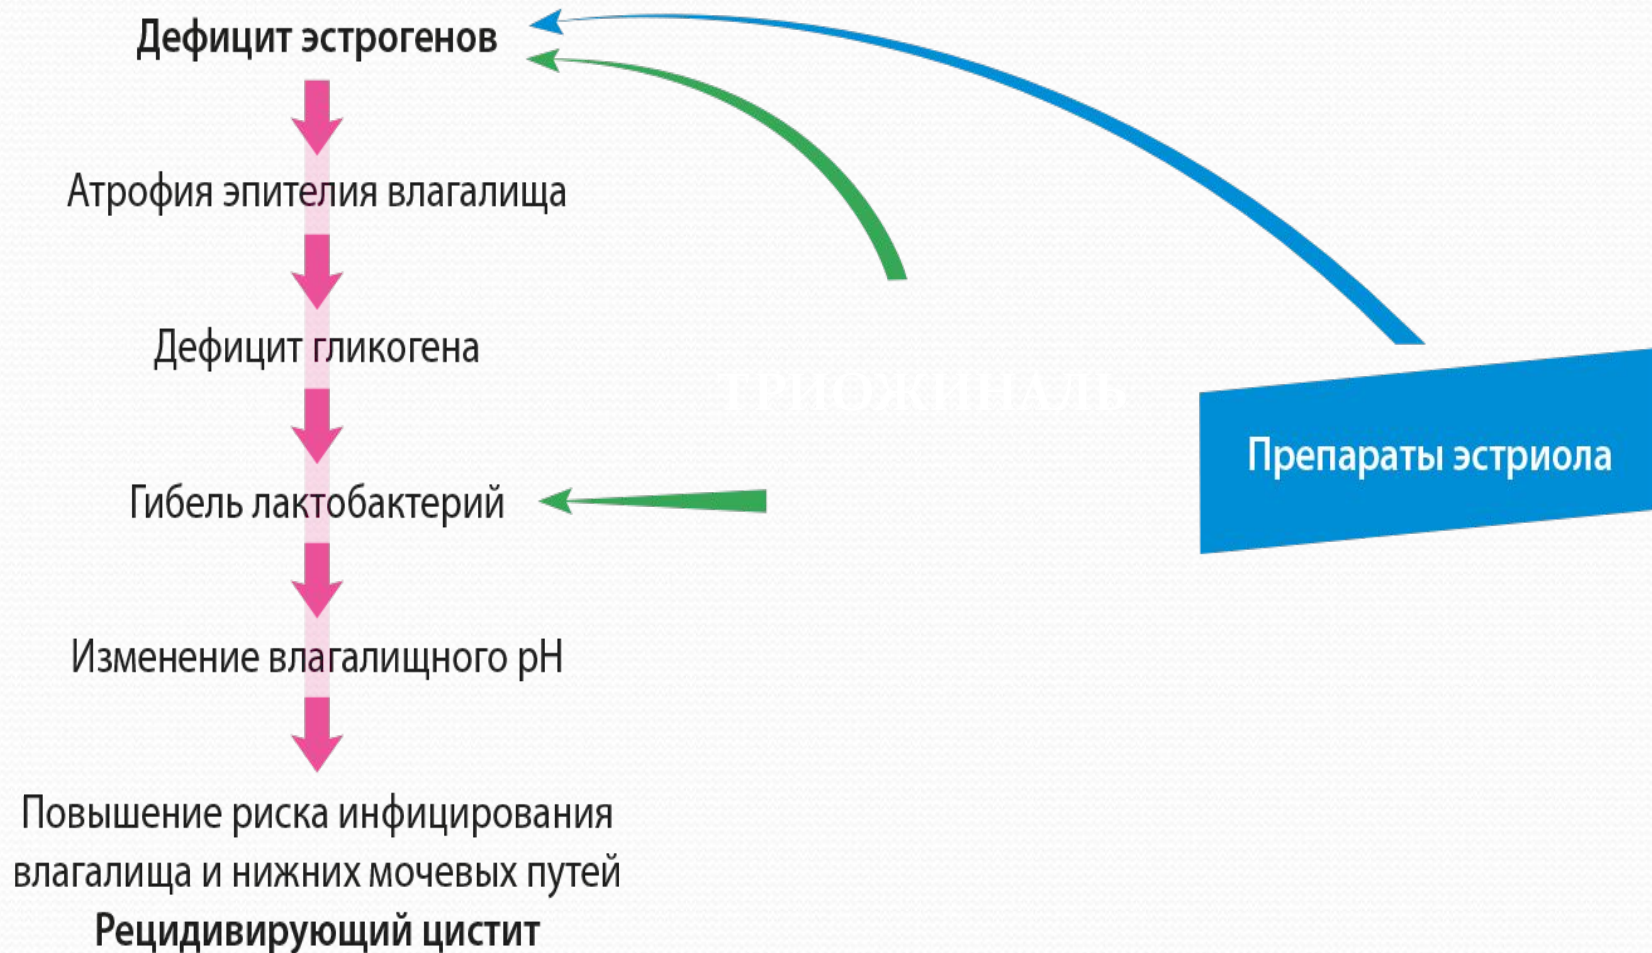 Дефицит эстрогенов
Атрофия эпителия влагалища
Дефицит гликогена
ТРИОЖИНАЛЬ
Препараты эстриола
Гибель лактобактерий
Изменение влагалищного pH
Повышение риска инфицирования
влагалища и нижних мочевых путей
Рецидивирующий цистит